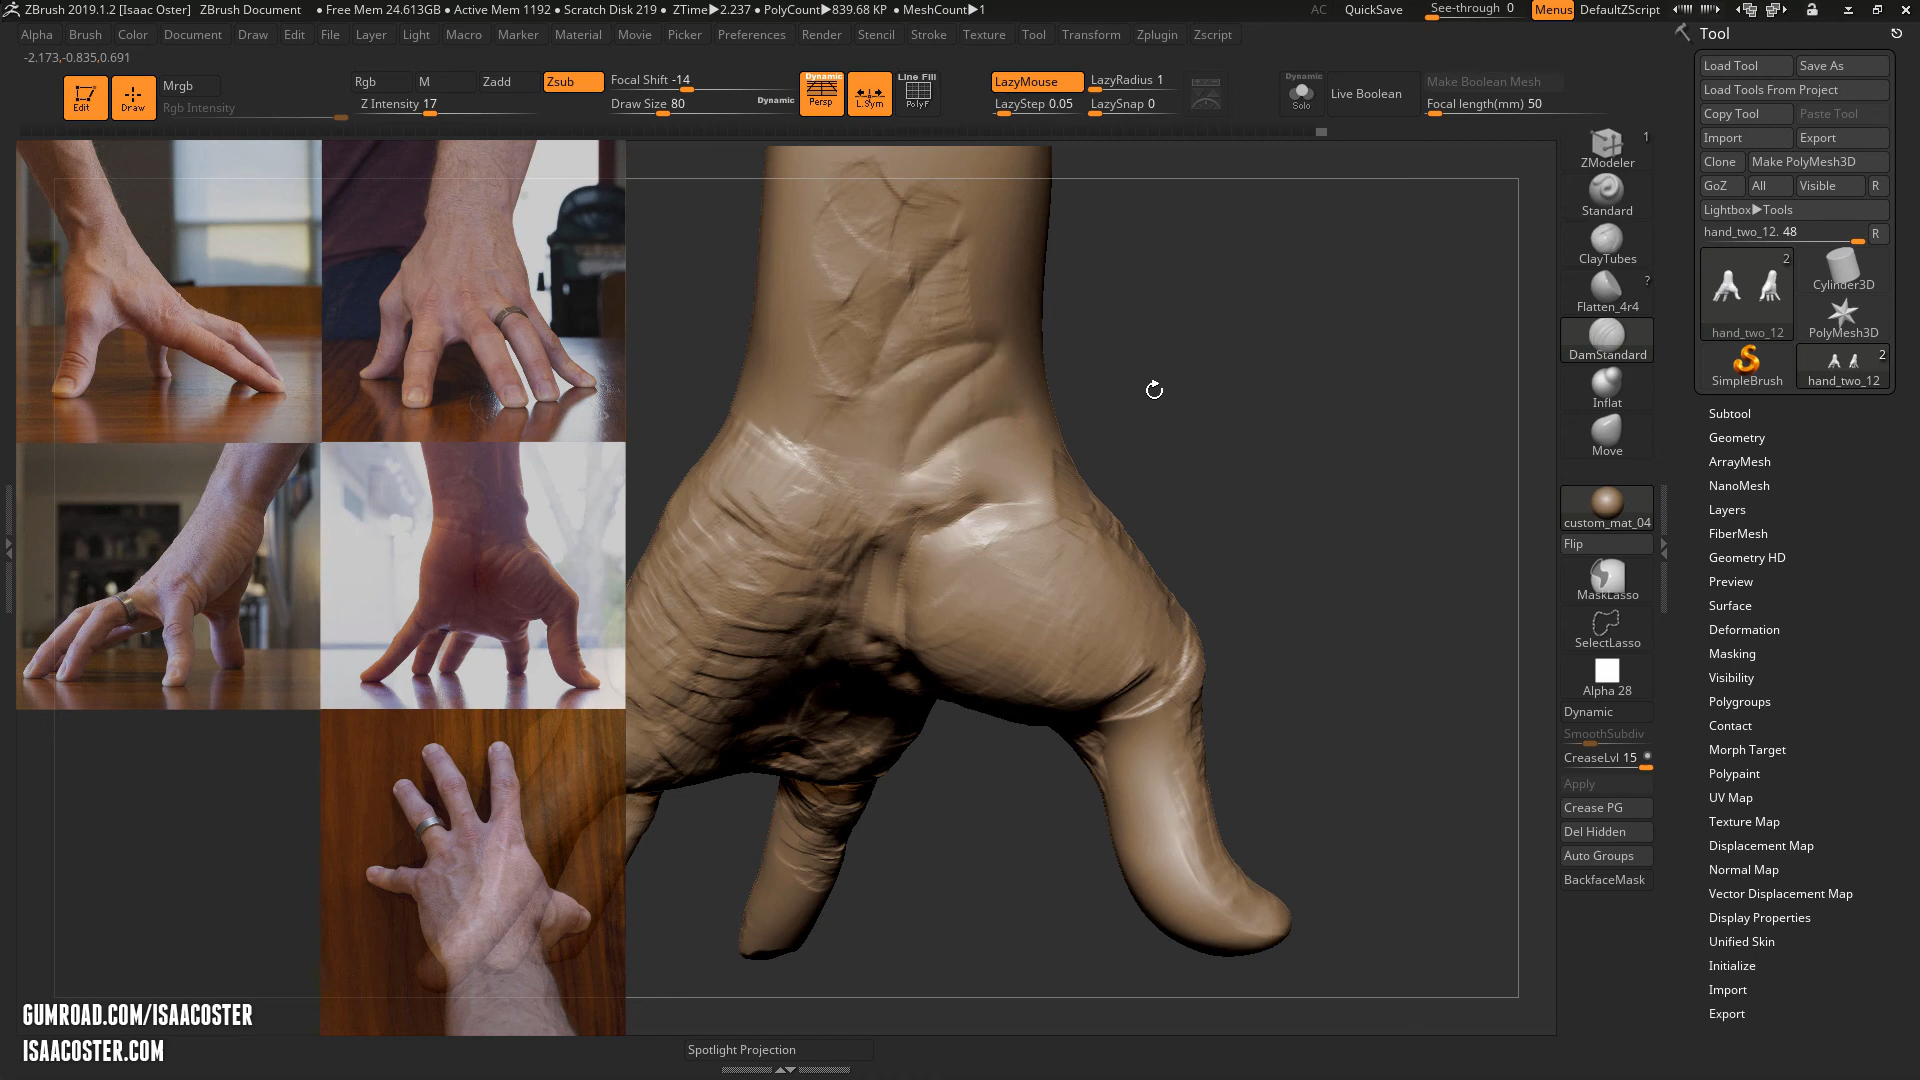 ZBrush 2019.1.2 [Isaac Oster] ZBrush Document • Free Mem 24.613GB • Active Mem 1192 • Scratch Disk 219 • ZTime▶2.237 • PolyCount▶839.68 KP • MeshCount▶1 AC QuickSave See-through 0 Menus DefaultZScript
Alpha Brush Color Document Draw Edit File Layer Light Macro Marker Material Movie Picker Preferences Render Stencil Stroke Texture Tool Transform Zplugin Zscript
-2.173,-0.835,0.691
Edit
Draw
Mrgb
Rgb Intensity
Rgb M Zadd Zsub
Z Intensity 17
Focal Shift -14
Draw Size 80 Dynamic
Dynamic
Persp
L.Sym
Line Fill
PolyF
LazyMouse LazyRadius 1
LazyStep 0.05 LazySnap 0
Dynamic
Solo
Live Boolean
Make Boolean Mesh
Focal length(mm) 50
1
ZModeler
Standard
ClayTubes
?
Flatten_4r4
DamStandard
Inflat
Move
custom_mat_04
Flip
MaskLasso
SelectLasso
Alpha 28
Dynamic
SmoothSubdiv
CreaseLvl 15
Apply
Crease PG
Del Hidden
Auto Groups
BackfaceMask
Tool
Load Tool Save As
Load Tools From Project
Copy Tool Paste Tool
Import Export
Clone Make PolyMesh3D
GoZ All Visible R
Lightbox▶Tools
hand_two_12. 48 R
2
hand_two_12
Cylinder3D
PolyMesh3D
SimpleBrush
2
hand_two_12
Subtool
Geometry
ArrayMesh
NanoMesh
Layers
FiberMesh
Geometry HD
Preview
Surface
Deformation
Masking
Visibility
Polygroups
Contact
Morph Target
Polypaint
UV Map
Texture Map
Displacement Map
Normal Map
Vector Displacement Map
Display Properties
Unified Skin
Initialize
Import
Export
GUMROAD.COM/ISAACOSTER
ISAACOSTER.COM
Spotlight Projection